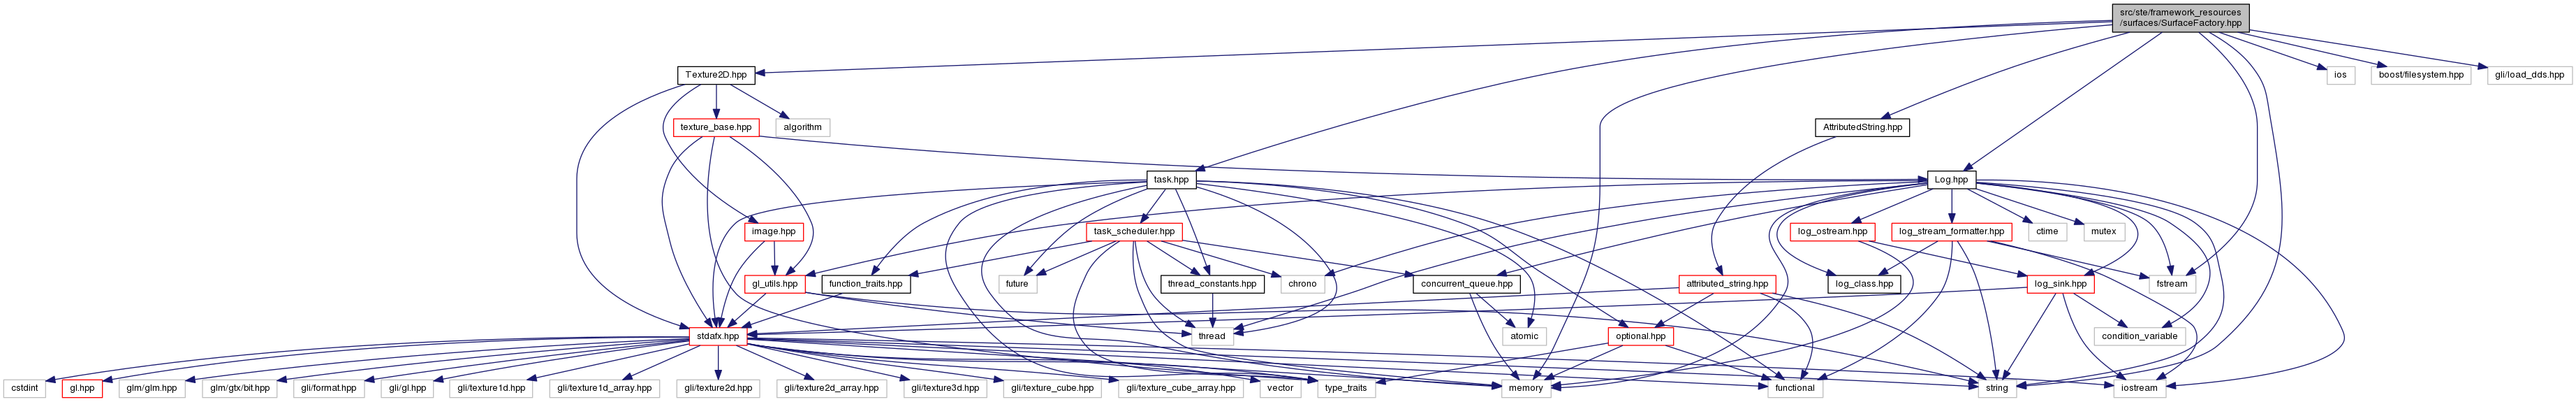 src/ste/framework_resources
/surfaces/SurfaceFactory.hpp
Texture2D.hpp
ios
boost/filesystem.hpp
gli/load_dds.hpp
texture_base.hpp
algorithm
AttributedString.hpp
task.hpp
Log.hpp
image.hpp
task_scheduler.hpp
log_ostream.hpp
log_stream_formatter.hpp
ctime
mutex
gl_utils.hpp
function_traits.hpp
future
thread_constants.hpp
chrono
concurrent_queue.hpp
attributed_string.hpp
log_class.hpp
log_sink.hpp
fstream
stdafx.hpp
thread
atomic
optional.hpp
condition_variable
cstdint
gl.hpp
glm/glm.hpp
glm/gtx/bit.hpp
gli/format.hpp
gli/gl.hpp
gli/texture1d.hpp
gli/texture1d_array.hpp
gli/texture2d.hpp
gli/texture2d_array.hpp
gli/texture3d.hpp
gli/texture_cube.hpp
gli/texture_cube_array.hpp
vector
type_traits
memory
functional
string
iostream